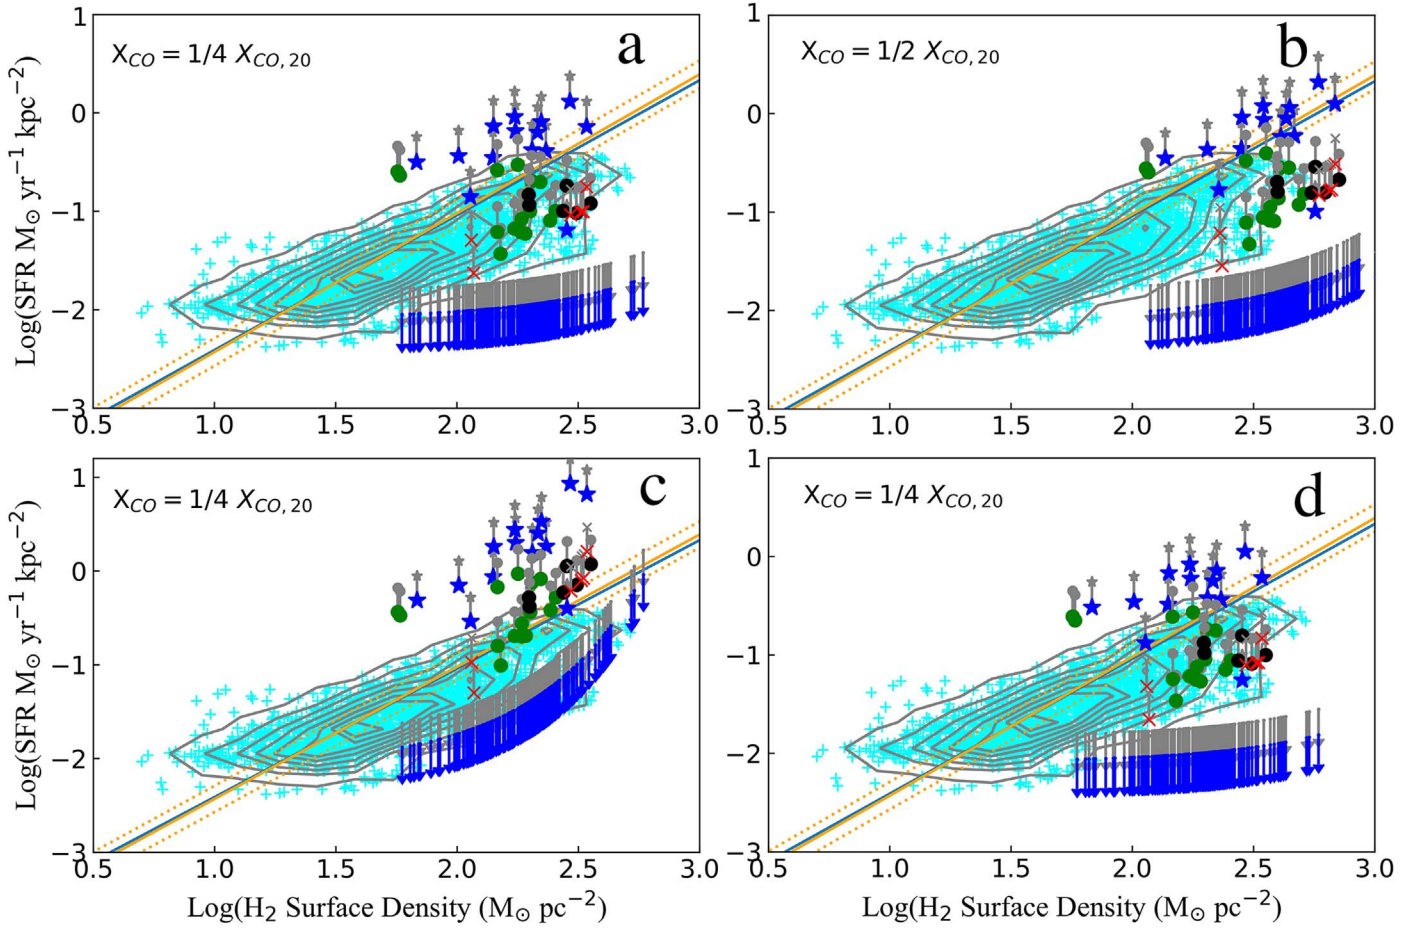 1
0
−1
−2
−3
Log(SFR M⊙ yr⁻¹ kpc⁻²)
X_CO = 1/4 X_CO, 20
a
0.5 1.0 1.5 2.0 2.5 3.0
1
0
−1
−2
−3
X_CO = 1/2 X_CO, 20
b
0.5 1.0 1.5 2.0 2.5 3.0
1
0
−1
−2
−3
Log(SFR M⊙ yr⁻¹ kpc⁻²)
X_CO = 1/4 X_CO, 20
c
0.5 1.0 1.5 2.0 2.5 3.0
Log(H₂ Surface Density (M⊙ pc⁻²)
1
0
−1
−2
−3
X_CO = 1/4 X_CO, 20
d
0.5 1.0 1.5 2.0 2.5 3.0
Log(H₂ Surface Density (M⊙ pc⁻²)